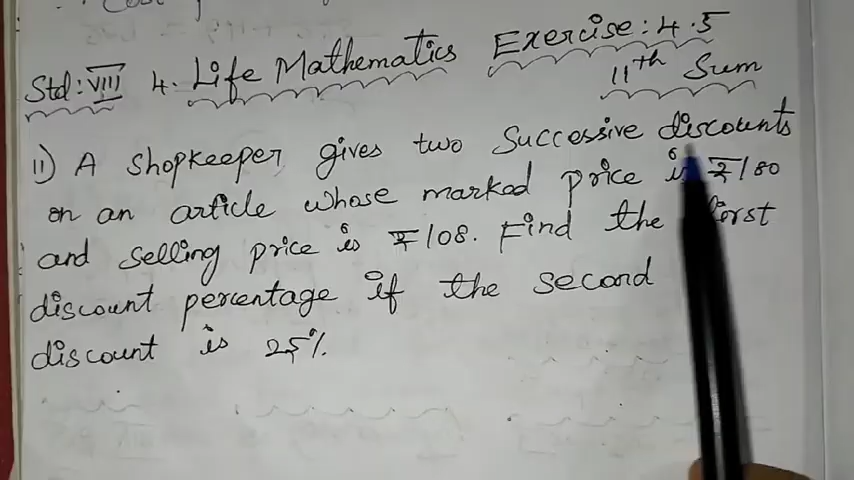 Std: VIII 4. Life Mathematics Exercise: 4.5
11th Sum
11) A shopkeeper gives two successive discounts
on an article whose marked price is ₹180
and selling price is ₹108. Find the first
discount percentage if the second
discount is 25%.